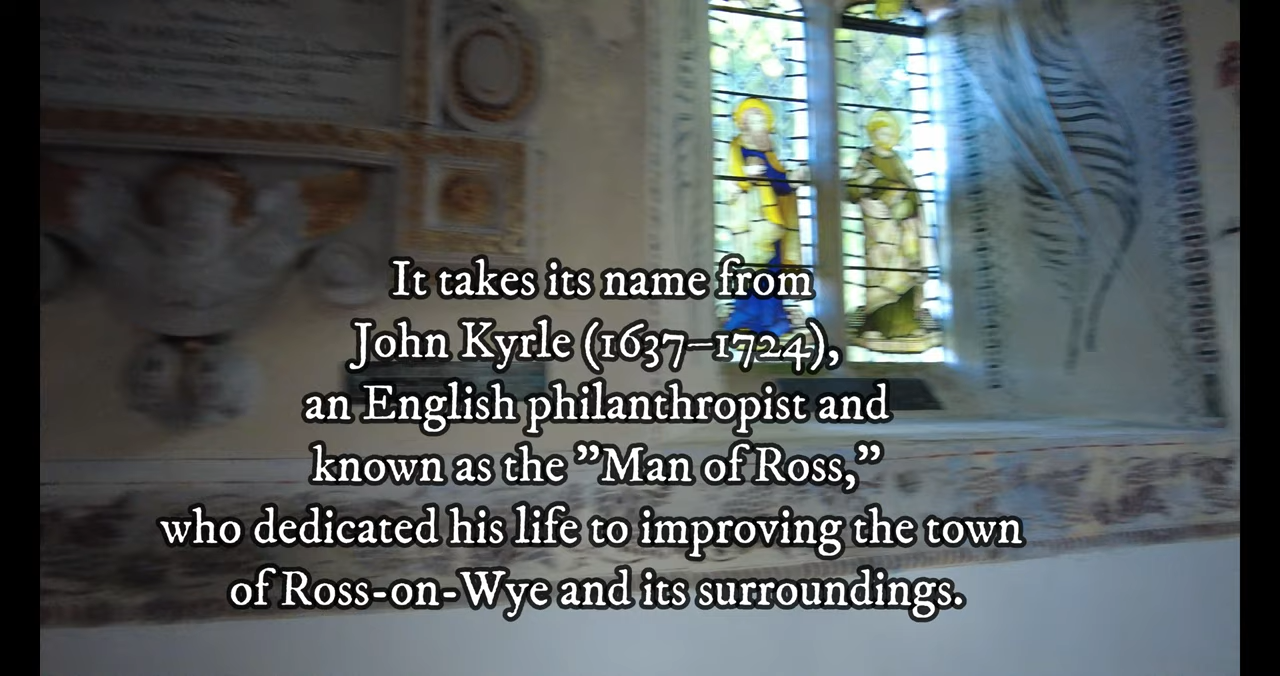 It takes its name from
John Kyrle (1637–1724),
an English philanthropist and
known as the ”Man of Ross,”
who dedicated his life to improving the town
of Ross-on-Wye and its surroundings.